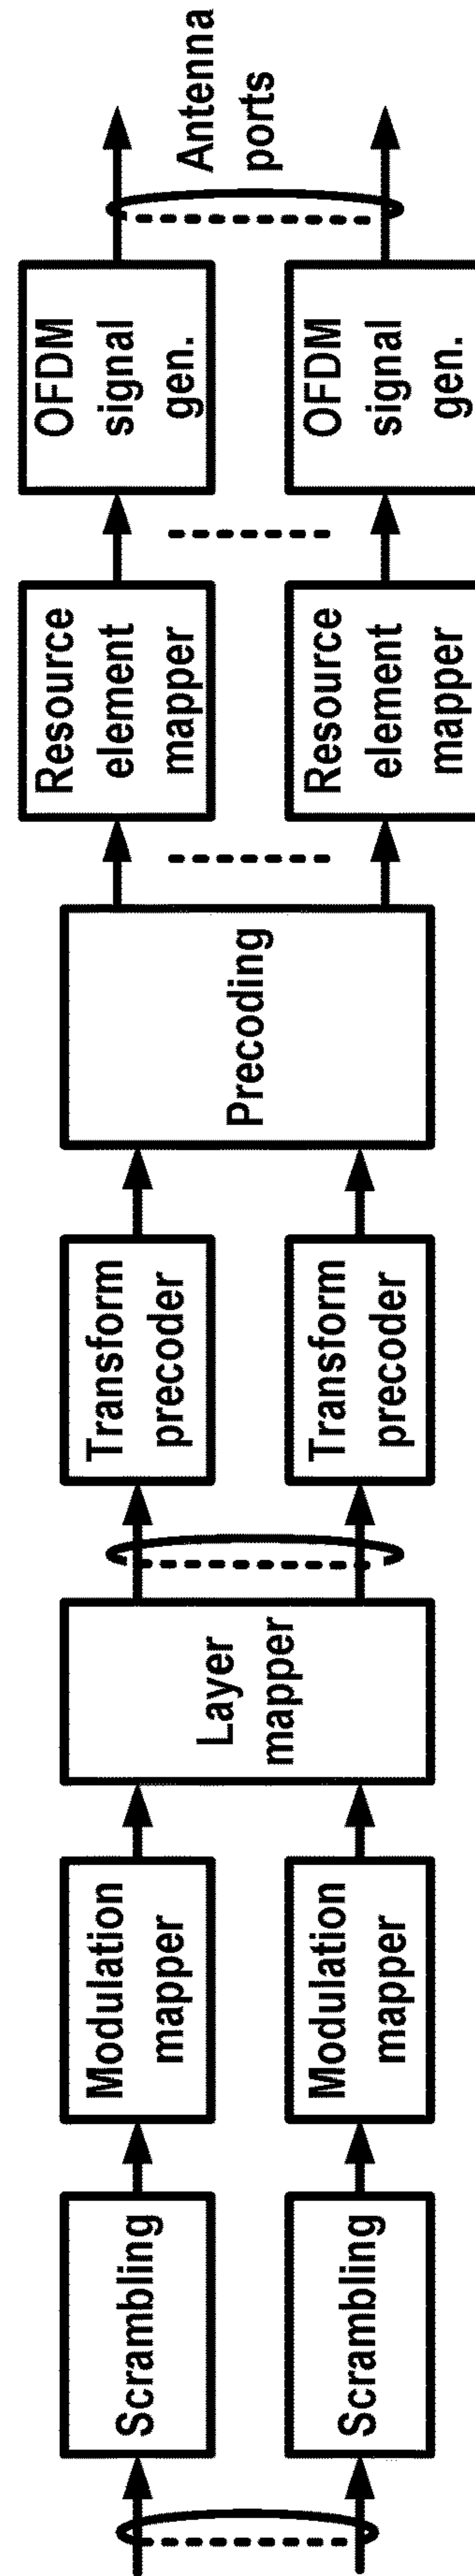 Scrambling
Scrambling
Modulation
mapper
Modulation
mapper
Layer
mapper
Transform
precoder
Transform
precoder
Precoding
Resource
element
mapper
Resource
element
mapper
OFDM
signal
gen.
OFDM
signal
gen.
Antenna
ports